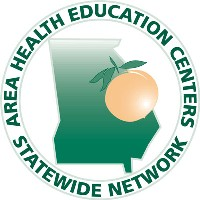 AREA HEALTH EDUCATION CENTERS
STATEWIDE NETWORK